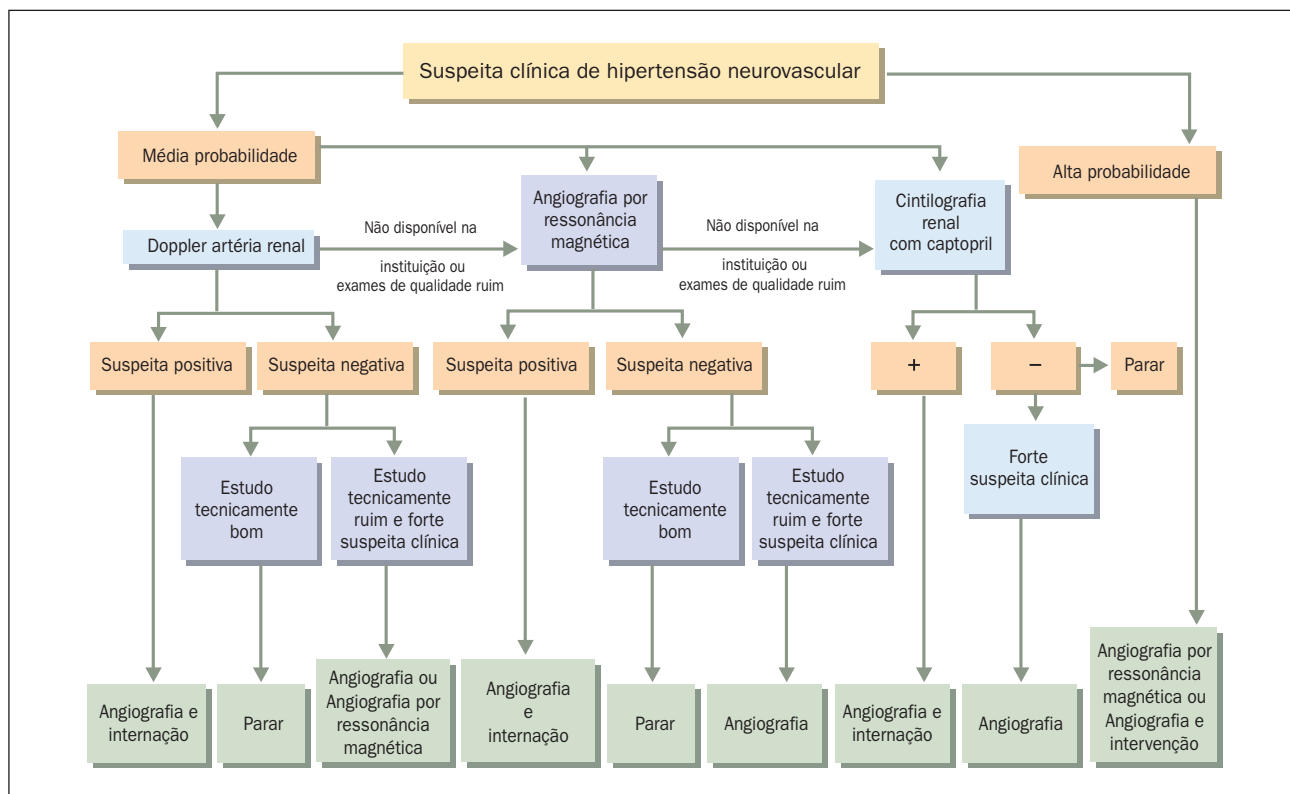 Suspeita clínica de hipertensão neurovascular
Média probabilidade
Alta probabilidade
Doppler artéria renal
Não disponível na
instituição ou
exames de qualidade ruim
Angiografia por
ressonância
magnética
Não disponível na
instituição ou
exames de qualidade ruim
Cintilografia
renal
com captopril
Suspeita positiva
Suspeita negativa
Suspeita positiva
Suspeita negativa
+
−
Parar
Estudo
tecnicamente
bom
Estudo
tecnicamente
ruim e forte
suspeita clínica
Estudo
tecnicamente
bom
Estudo
tecnicamente
ruim e forte
suspeita clínica
Forte
suspeita clínica
Angiografia e
internação
Parar
Angiografia ou
Angiografia por
ressonância
magnética
Angiografia
e
internação
Parar
Angiografia
Angiografia e
internação
Angiografia
Angiografia por
ressonância
magnética ou
Angiografia e
intervenção